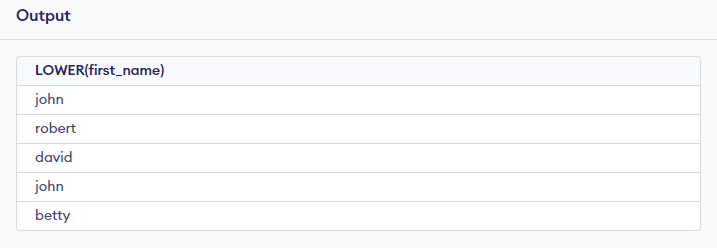 Output
LOWER(first_name)
john
robert
david
john
betty